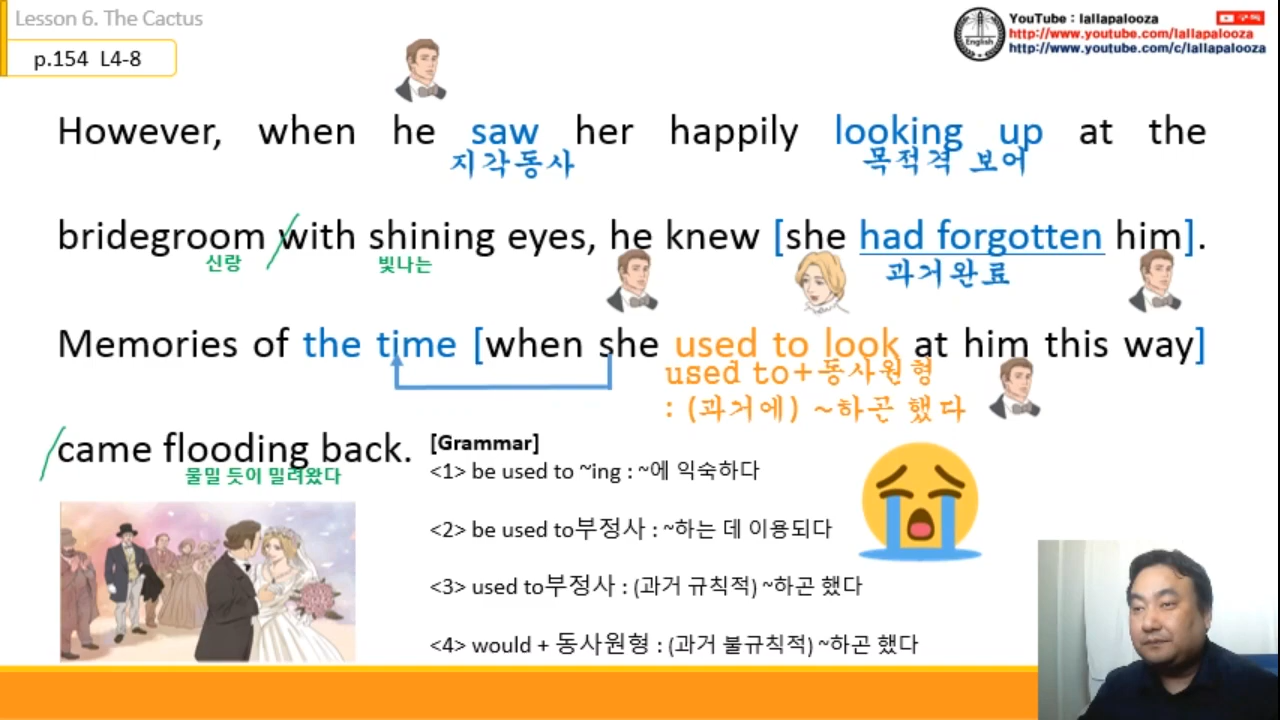 Lesson 6. The Cactus
p.154 L4-8
YouTube : lallapalooza
구독
http://www.youtube.com/lallapalooza
http://www.youtube.com/c/lallapalooza
English
However, when he saw her happily looking up at the
지각동사 목적격 보어
bridegroom with shining eyes, he knew [she had forgotten him].
신랑 빛나는 과거완료
Memories of the time [when she used to look at him this way]
used to+동사원형
: (과거에) ~하곤 했다
came flooding back.
물밀 듯이 밀려왔다
[Grammar]
<1> be used to ~ing : ~에 익숙하다
<2> be used to부정사 : ~하는 데 이용되다
<3> used to부정사 : (과거 규칙적) ~하곤 했다
<4> would + 동사원형 : (과거 불규칙적) ~하곤 했다